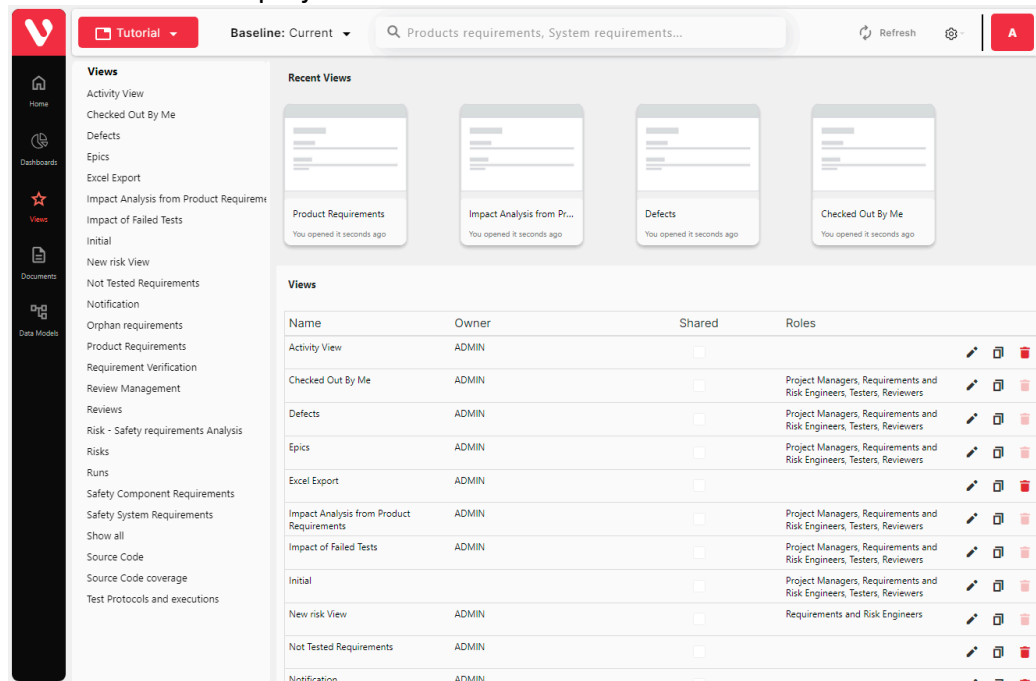 Tutorial
Baseline: Current
Products requirements, System requirements...
Refresh
A
Home
Dashboards
Views
Documents
Data Models
Views
Activity View
Checked Out By Me
Defects
Epics
Excel Export
Impact Analysis from Product Requireme
Impact of Failed Tests
Initial
New risk View
Not Tested Requirements
Notification
Orphan requirements
Product Requirements
Requirement Verification
Review Management
Reviews
Risk - Safety requirements Analysis
Risks
Runs
Safety Component Requirements
Safety System Requirements
Show all
Source Code
Source Code coverage
Test Protocols and executions
Recent Views
Product Requirements
You opened it seconds ago
Impact Analysis from Pr...
You opened it seconds ago
Defects
You opened it seconds ago
Checked Out By Me
You opened it seconds ago
Views
Name Owner Shared Roles
Activity View ADMIN
Checked Out By Me ADMIN Project Managers, Requirements and
Risk Engineers, Testers, Reviewers
Defects ADMIN Project Managers, Requirements and
Risk Engineers, Testers, Reviewers
Epics ADMIN Project Managers, Requirements and
Risk Engineers, Testers, Reviewers
Excel Export ADMIN
Impact Analysis from Product ADMIN Project Managers, Requirements and
Requirements Risk Engineers, Testers, Reviewers
Impact of Failed Tests ADMIN Project Managers, Requirements and
Risk Engineers, Testers, Reviewers
Initial Project Managers, Requirements and
Risk Engineers, Testers, Reviewers
New risk View ADMIN Requirements and Risk Engineers
Not Tested Requirements ADMIN
Notification ADMIN